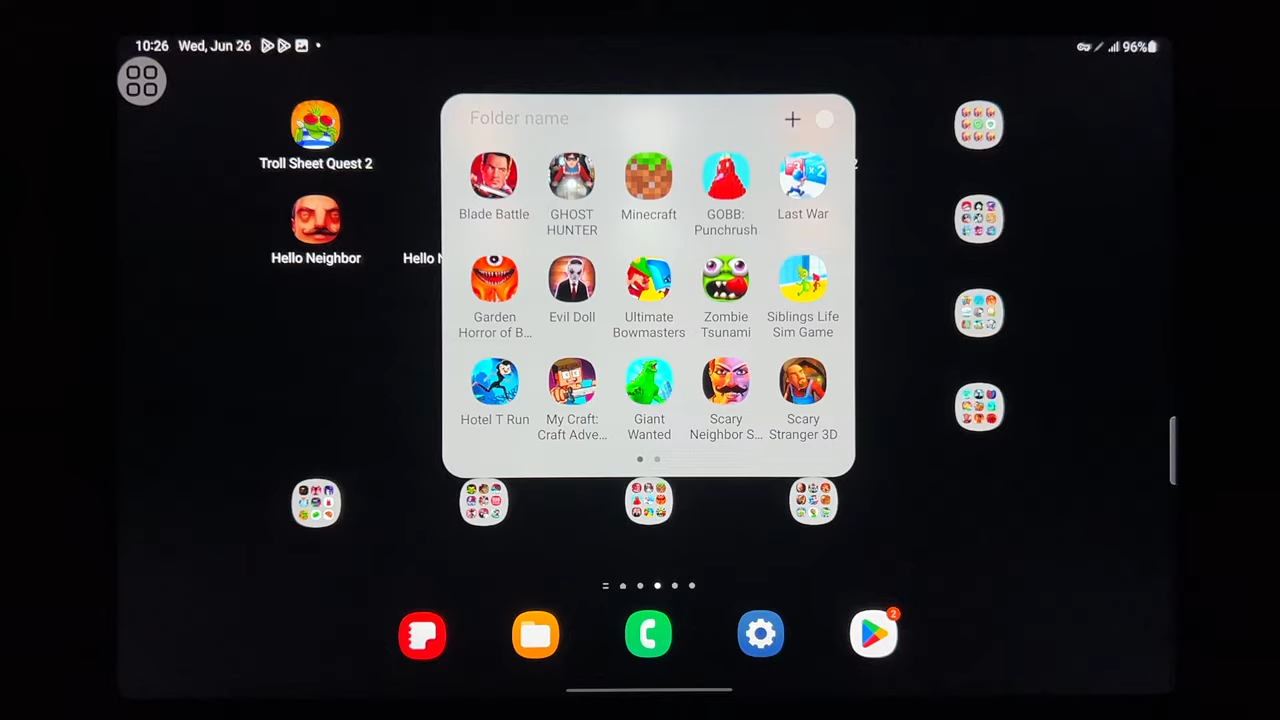 10:26 Wed, Jun 26
96%
Folder name
Troll Sheet Quest 2
Hello Neighbor
Blade Battle
GHOST
HUNTER
Minecraft
GOBB:
Punchrush
Last War
Garden
Horror of B...
Evil Doll
Ultimate
Bowmasters
Zombie
Tsunami
Siblings Life
Sim Game
Hotel T Run
My Craft:
Craft Adve...
Giant
Wanted
Scary
Neighbor S...
Scary
Stranger 3D
2